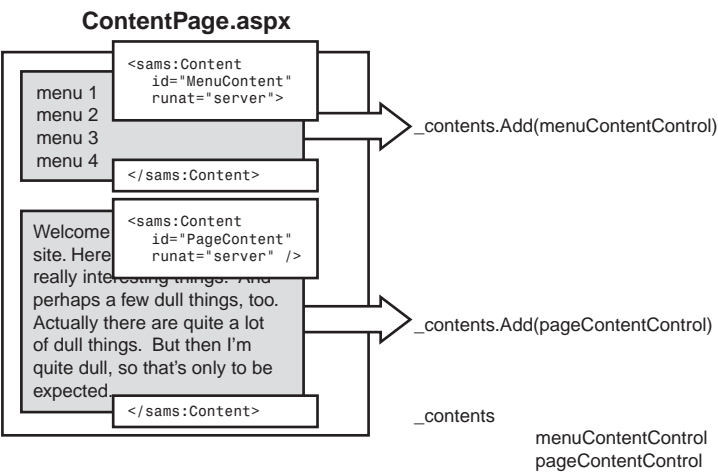 ContentPage.aspx
<sams:Content
id="MenuContent"
runat="server">
menu 1
menu 2
menu 3
menu 4
</sams:Content>
_contents.Add(menuContentControl)
<sams:Content
id="PageContent"
runat="server" />
Welcome
site. Here
really interesting things. And
perhaps a few dull things, too.
Actually there are quite a lot
of dull things. But then I'm
quite dull, so that's only to be
expected.
</sams:Content>
_contents.Add(pageContentControl)
_contents
menuContentControl
pageContentControl